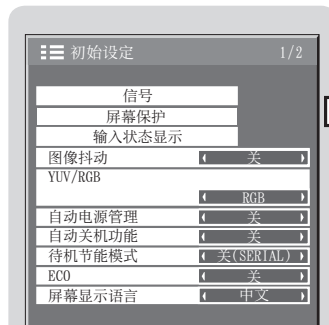 初始设定 1/2
信号
屏幕保护
输入状态显示
图像抖动 关
YUV/RGB
RGB
自动电源管理 关
自动关机功能 关
待机节能模式 关(SERIAL)
ECO 关
屏幕显示语言 中文